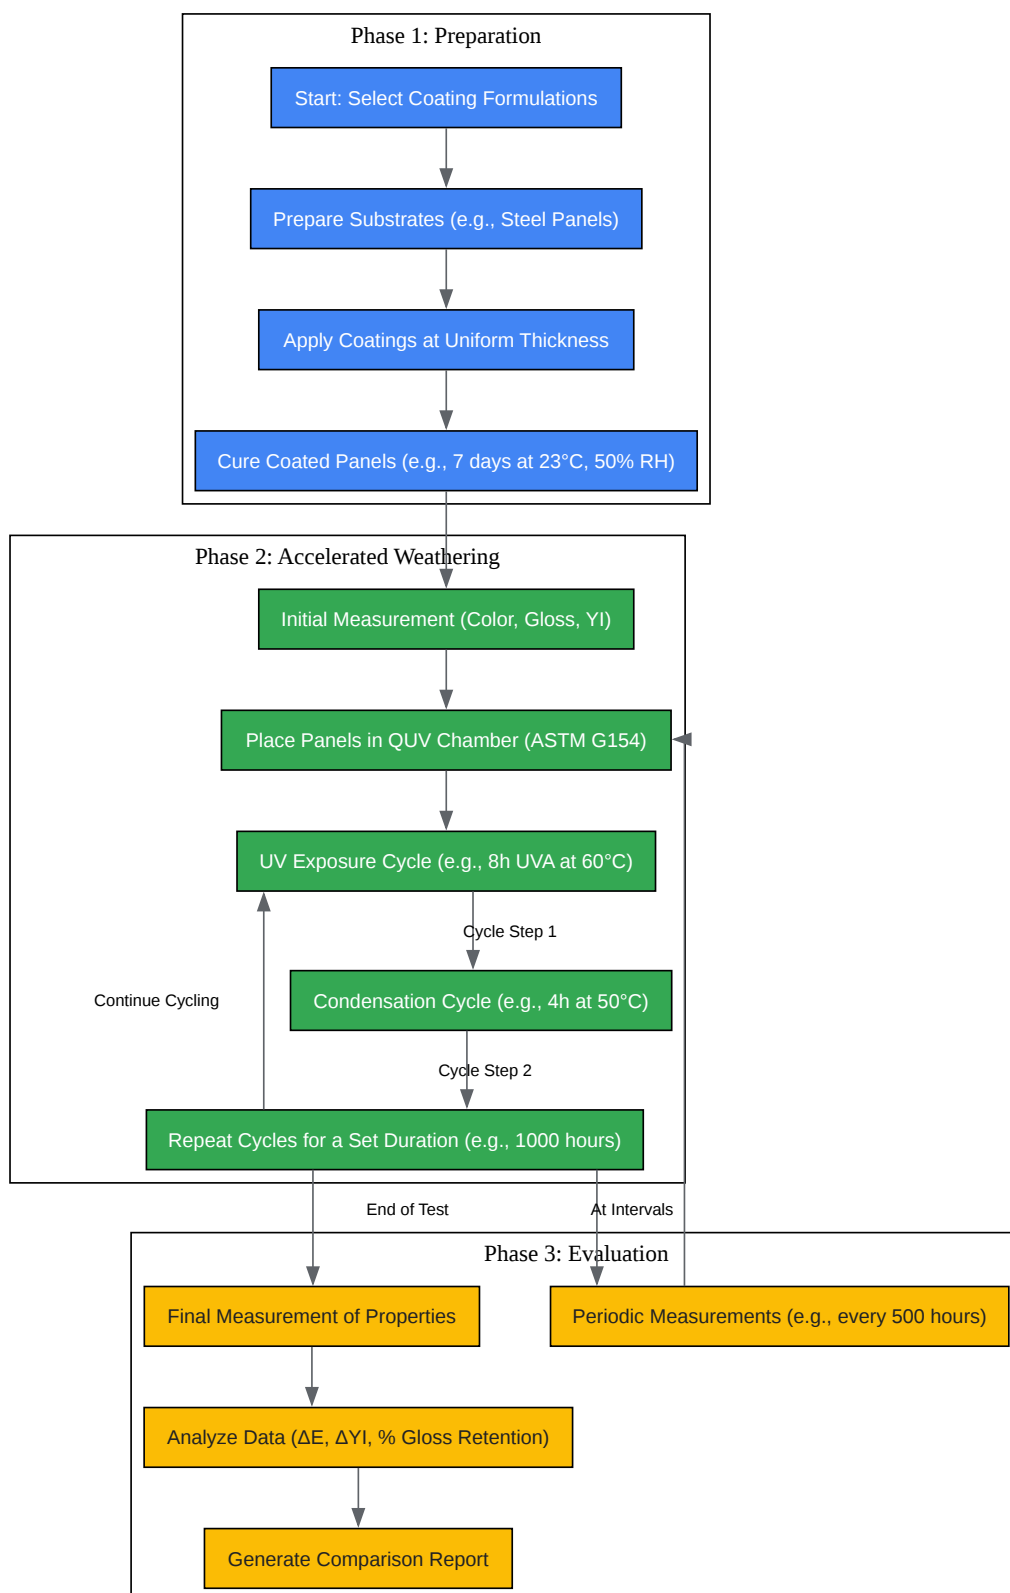 Phase 1: Preparation
Start: Select Coating Formulations
Prepare Substrates (e.g., Steel Panels)
Apply Coatings at Uniform Thickness
Cure Coated Panels (e.g., 7 days at 23°C, 50% RH)
Phase 2: Accelerated Weathering
Initial Measurement (Color, Gloss, YI)
Place Panels in QUV Chamber (ASTM G154)
UV Exposure Cycle (e.g., 8h UVA at 60°C)
Cycle Step 1
Continue Cycling
Condensation Cycle (e.g., 4h at 50°C)
Cycle Step 2
Repeat Cycles for a Set Duration (e.g., 1000 hours)
End of Test
At Intervals
Phase 3: Evaluation
Final Measurement of Properties
Periodic Measurements (e.g., every 500 hours)
Analyze Data (ΔE, ΔYI, % Gloss Retention)
Generate Comparison Report